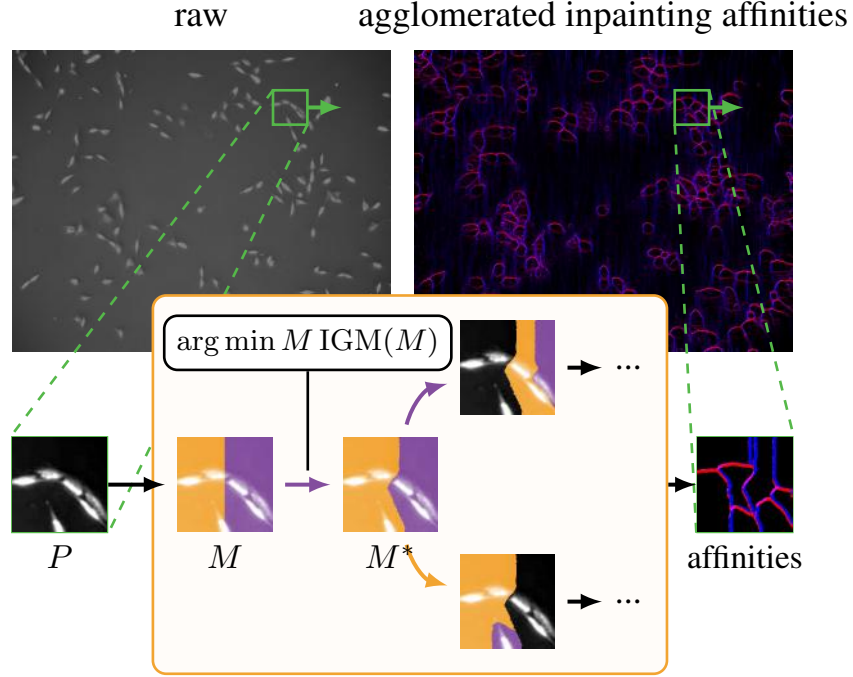 raw
agglomerated inpainting affinities
arg min M IGM(M)
...
P
M
M*
affinities
...